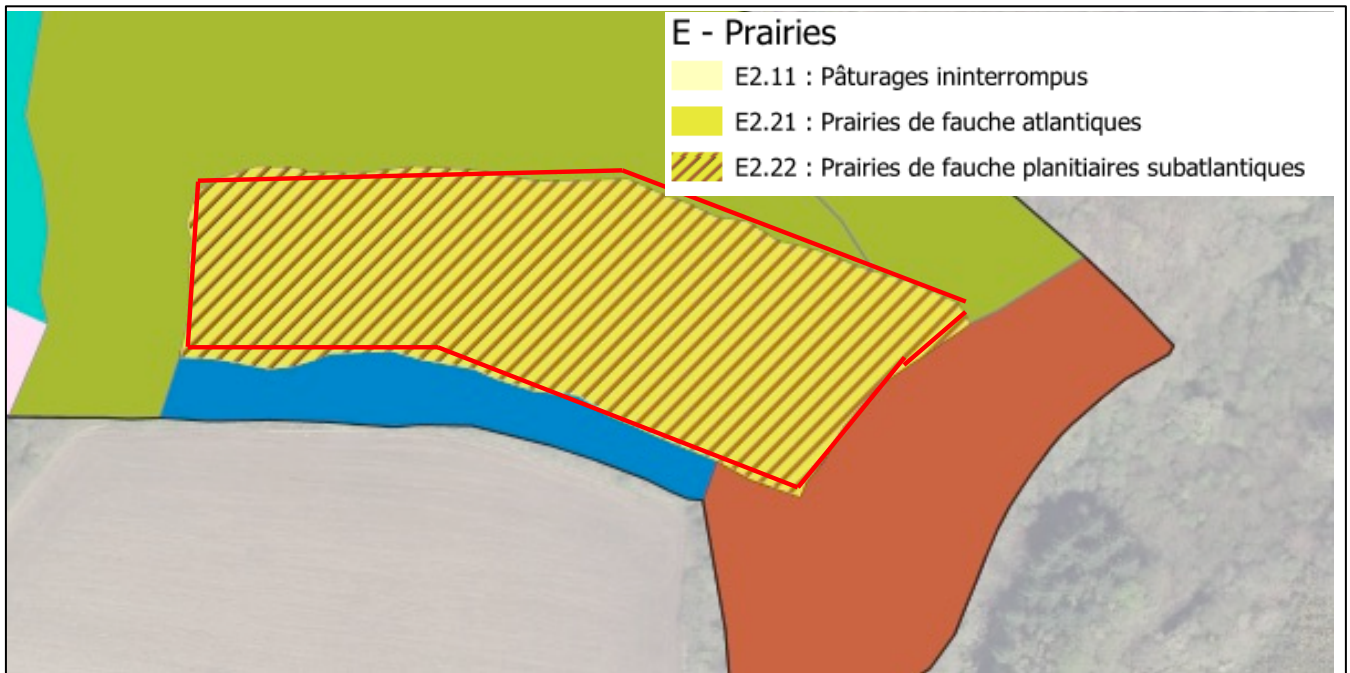 E - Prairies
E2.11 : Pâturages ininterrompus
E2.21 : Prairies de fauche atlantiques
E2.22 : Prairies de fauche planitiaires subatlantiques